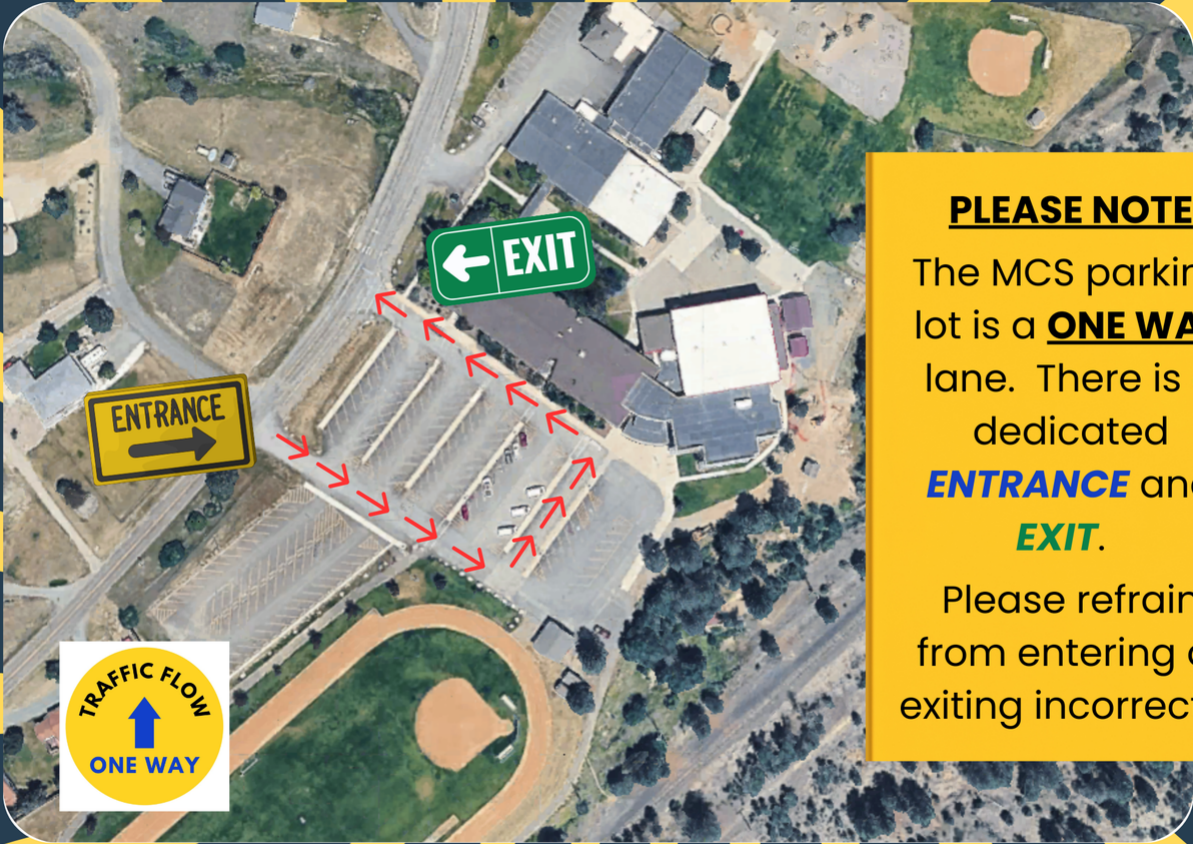 EXIT
ENTRANCE
TRAFFIC FLOW
ONE WAY
PLEASE NOTE
The MCS parkin
lot is a ONE WA
lane. There is
dedicated
ENTRANCE and
EXIT.
Please refrain
from entering o
exiting incorrect